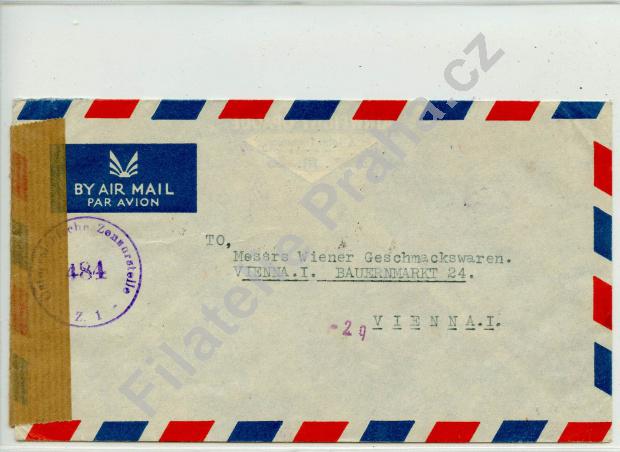 BY AIR MAIL
PAR AVION
Zensurstelle
484
Z. 1
TO,
Messrs Wiener Geschmackswaren.
VIENNA.I. BAUERNMARKT 24.
V I E N N A.I.
-29
Filatelie Praha.cz